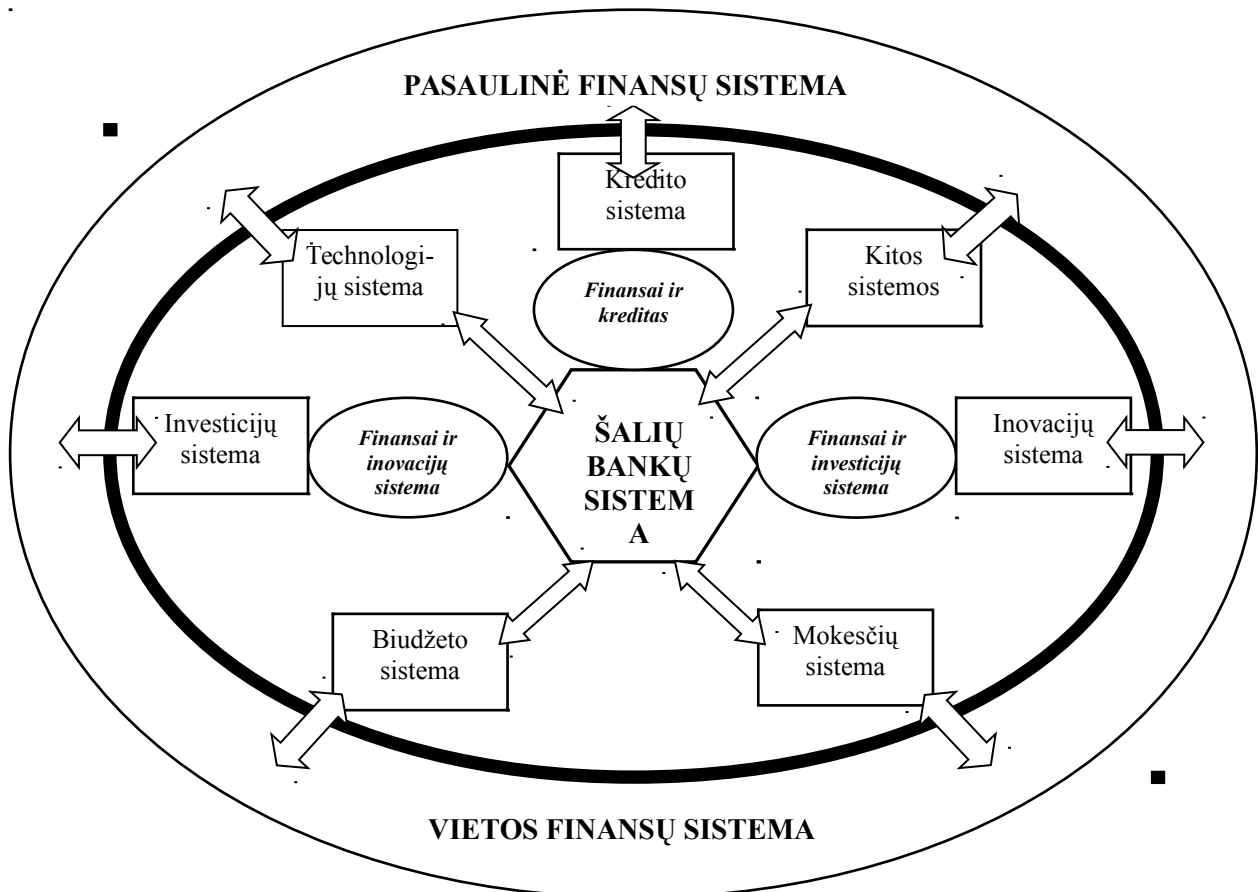 PASAULINĖ FINANSŲ SISTEMA
Kredito
sistema
Technologi-
jų sistema
Kitos
sistemos
Finansai ir
kreditas
Investicijų
sistema
Finansai ir
inovacijų
sistema
ŠALIŲ
BANKŲ
SISTEM
A
Finansai ir
investicijų
sistema
Inovacijų
sistema
Biudžeto
sistema
Mokesčių
sistema
VIETOS FINANSŲ SISTEMA